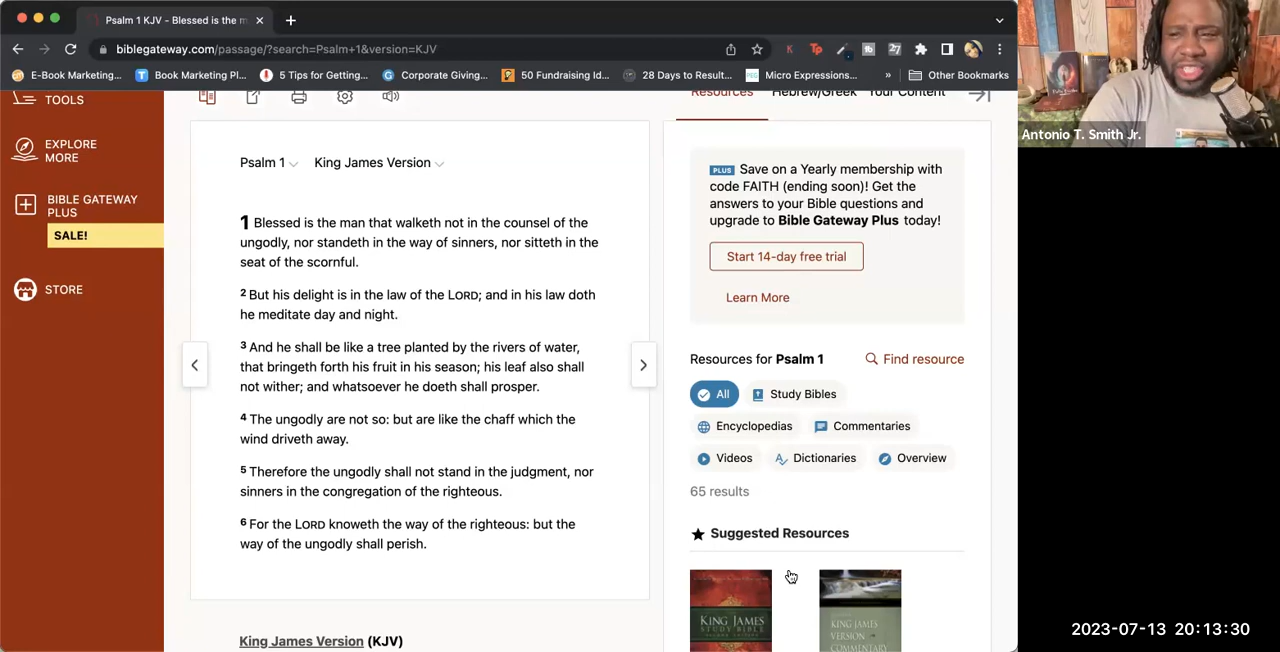 Psalm 1 KJV - Blessed is the m
biblegateway.com/passage/?search=Psalm+1&version=KJV
E-Book Marketing...
Book Marketing Pl...
5 Tips for Getting...
Corporate Giving...
50 Fundraising Id...
28 Days to Result...
Micro Expressions...
»
Other Bookmarks
TOOLS
EXPLORE
MORE
BIBLE GATEWAY
PLUS
SALE!
STORE
Psalm 1
King James Version
1 Blessed is the man that walketh not in the counsel of the
ungodly, nor standeth in the way of sinners, nor sitteth in the
seat of the scornful.
2 But his delight is in the law of the LORD; and in his law doth
he meditate day and night.
3 And he shall be like a tree planted by the rivers of water,
that bringeth forth his fruit in his season; his leaf also shall
not wither; and whatsoever he doeth shall prosper.
4 The ungodly are not so: but are like the chaff which the
wind driveth away.
5 Therefore the ungodly shall not stand in the judgment, nor
sinners in the congregation of the righteous.
6 For the LORD knoweth the way of the righteous: but the
way of the ungodly shall perish.
King James Version (KJV)
Resources
Hebrew/Greek
Your Content
PLUS Save on a Yearly membership with
code FAITH (ending soon)! Get the
answers to your Bible questions and
upgrade to Bible Gateway Plus today!
Start 14-day free trial
Learn More
Resources for Psalm 1
Find resource
All
Study Bibles
Encyclopedias
Commentaries
Videos
Dictionaries
Overview
65 results
Suggested Resources
KING JAMES
STUDY BIBLE
KING JAMES
VERSION
COMMENTARY
Antonio T. Smith Jr.
2023-07-13 20:13:30